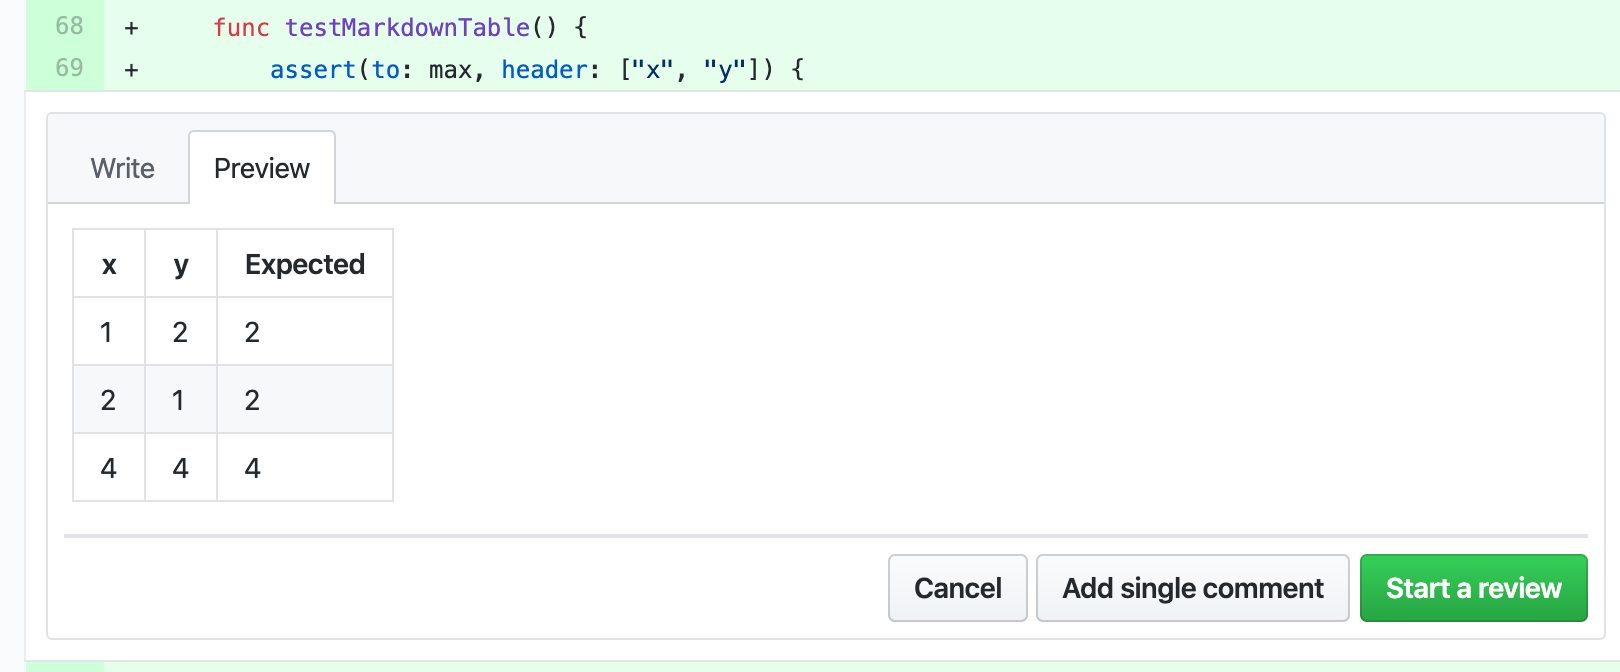 68 + func testMarkdownTable() {
69 + assert(to: max, header: ["x", "y"]) {
Write Preview
x y Expected
1 2 2
2 1 2
4 4 4
Cancel Add single comment Start a review